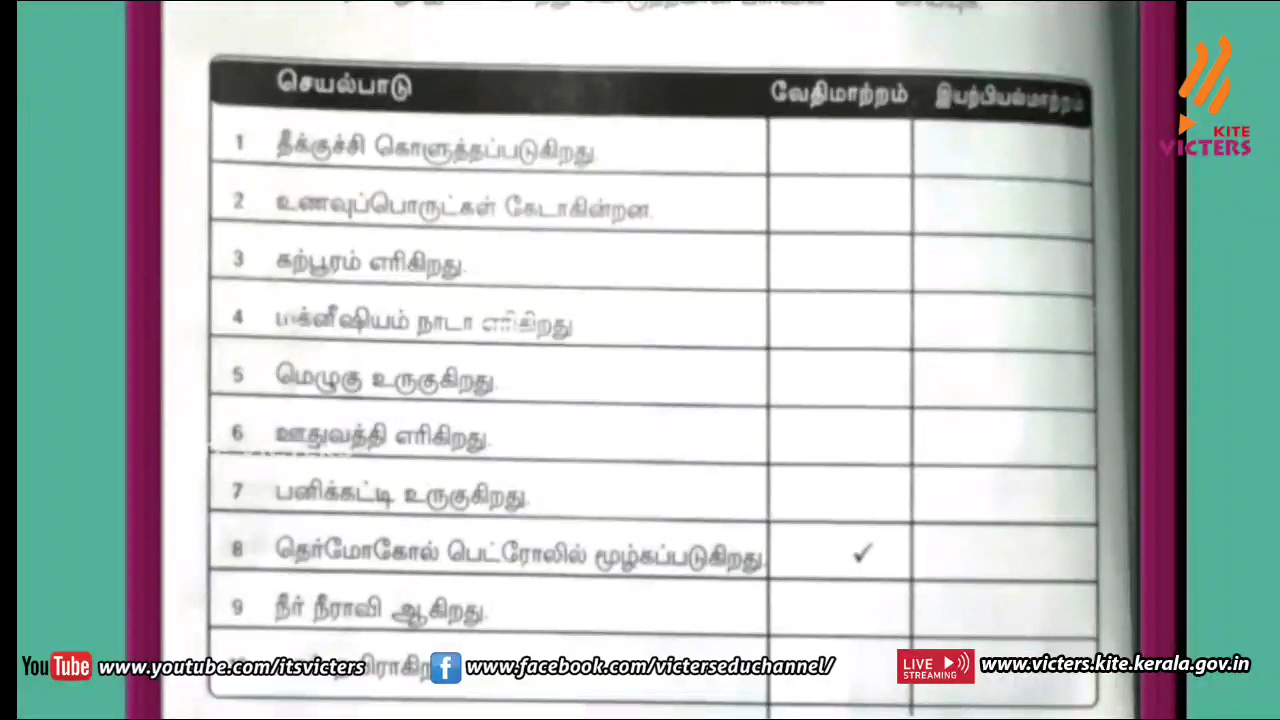 செயல்பாடு வேதிமாற்றம் இயற்பியல்மாற்றம்
1 தீக்குச்சி கொளுத்தப்படுகிறது.
2 உணவுப்பொருட்கள் கேடாகின்றன.
3 கற்பூரம் எரிகிறது.
4 மக்னீஷியம் நாடா எரிகிறது
5 மெழுகு உருகுகிறது.
6 ஊதுவத்தி எரிகிறது.
7 பனிக்கட்டி உருகுகிறது.
8 தெர்மோகோல் பெட்ரோலில் மூழ்கப்படுகிறது. ✓
9 நீர் நீராவி ஆகிறது.
KITE
VICTERS
You Tube www.youtube.com/itsvicters f www.facebook.com/victerseduchannel/ LIVE STREAMING www.victers.kite.kerala.gov.in